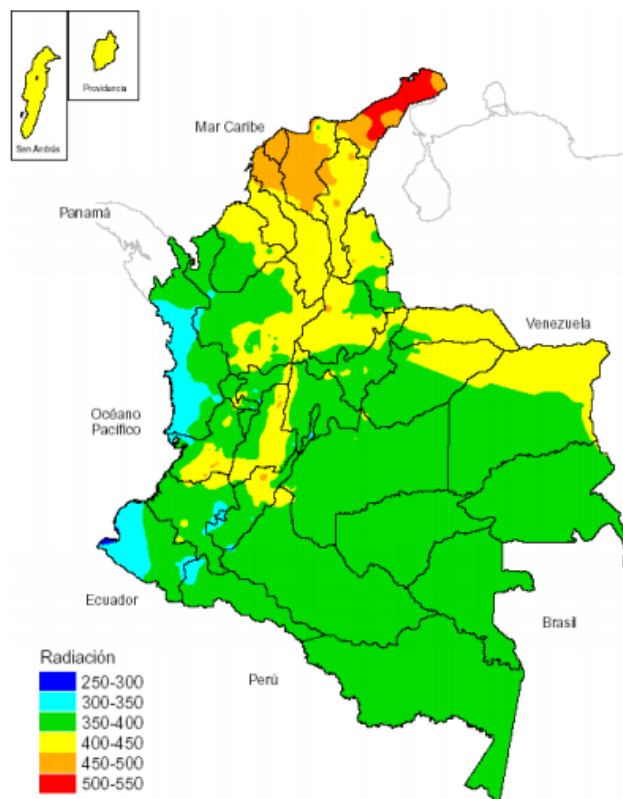 Providencia
San Andrés
Mar Caribe
Panamá
Venezuela
Océano
Pacífico
Ecuador
Brasil
Perú
Radiación
250-300
300-350
350-400
400-450
450-500
500-550